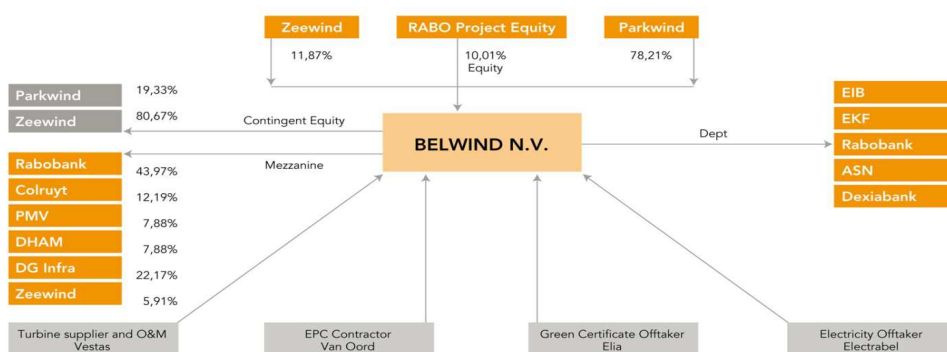 Zeewind
RABO Project Equity
Parkwind
11,87%
10,01%
Equity
78,21%
Parkwind
19,33%
Zeewind
80,67%
Contingent Equity
BELWIND N.V.
Dept
EIB
EKF
Rabobank
ASN
Dexiabank
Mezzanine
Rabobank
43,97%
Colruyt
12,19%
PMV
7,88%
DHAM
7,88%
DG Infra
22,17%
Zeewind
5,91%
Turbine supplier and O&M
Vestas
EPC Contractor
Van Oord
Green Certificate Offtaker
Elia
Electricity Offtaker
Electrabel